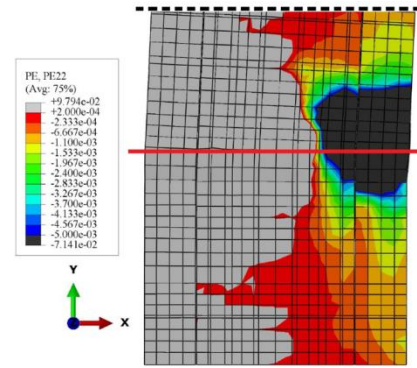 PE, PE22
(Avg: 75%)
+9.794e-02
+2.000e-04
-2.333e-04
-6.667e-04
-1.100e-03
-1.533e-03
-1.967e-03
-2.400e-03
-2.833e-03
-3.267e-03
-3.700e-03
-4.133e-03
-4.567e-03
-5.000e-03
-7.141e-02
Y
X